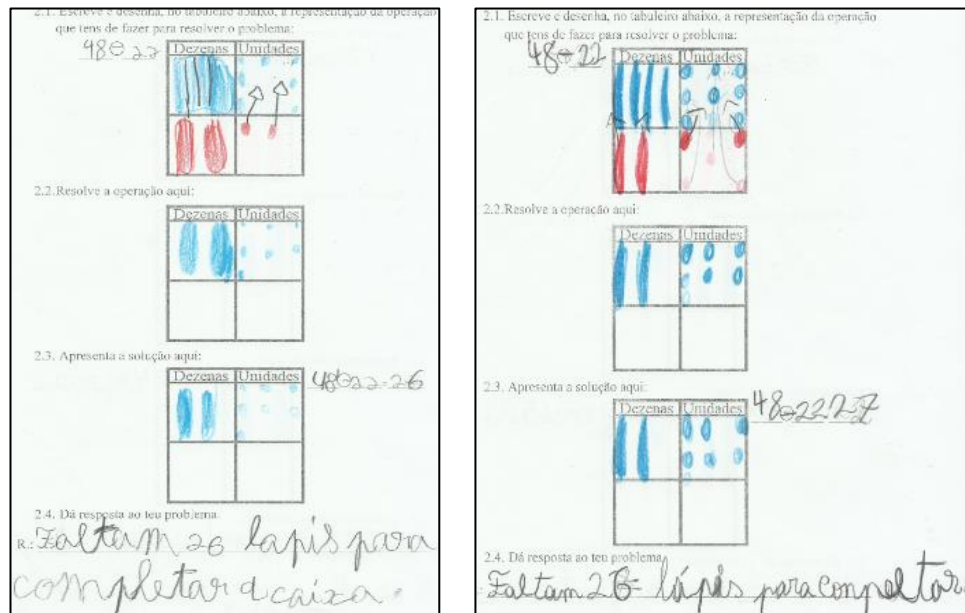 2.1. Escreve e desenha, no tabuleiro abaixo, a representação da operação
que tens de fazer para resolver o problema:
48⊖22
Dezenas Unidades
2.2.Resolve a operação aqui:
Dezenas Unidades
2.3. Apresenta a solução aqui:
Dezenas Unidades
48⊖22=26
2.4. Dá resposta ao teu problema.
R.: Faltam 26 lapís para
completar a caixa.
2.1. Escreve e desenha, no tabuleiro abaixo, a representação da operação
que tens de fazer para resolver o problema:
48⊖22
Dezenas Unidades
2.2.Resolve a operação aqui:
Dezenas Unidades
2.3. Apresenta a solução aqui:
Dezenas Unidades
48⊖22
2.4. Dá resposta ao teu problema.
Faltam 26 lápis para conpeltar.